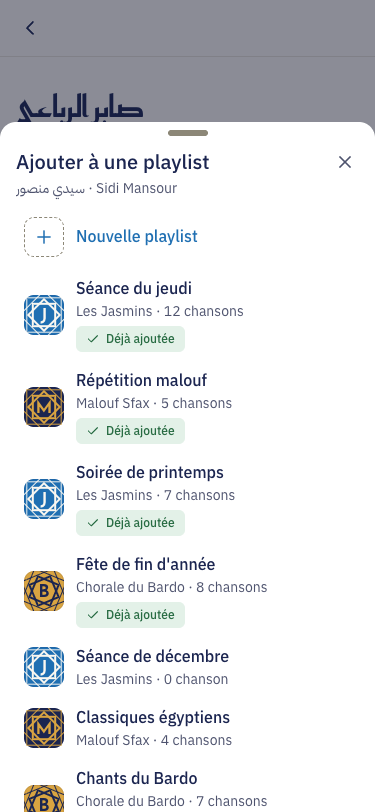 صابر الرباعي
Ajouter à une playlist
سيدي منصور · Sidi Mansour
Nouvelle playlist
Séance du jeudi
J
Les Jasmins · 12 chansons
Déjà ajoutée
Répétition malouf
M
Malouf Sfax · 5 chansons
Déjà ajoutée
Soirée de printemps
J
Les Jasmins · 7 chansons
Déjà ajoutée
Fête de fin d'année
B
Chorale du Bardo · 8 chansons
Déjà ajoutée
Séance de décembre
J
Les Jasmins · 0 chanson
Classiques égyptiens
M
Malouf Sfax · 4 chansons
Chants du Bardo
B
Chorale du Bardo · 7 chansons